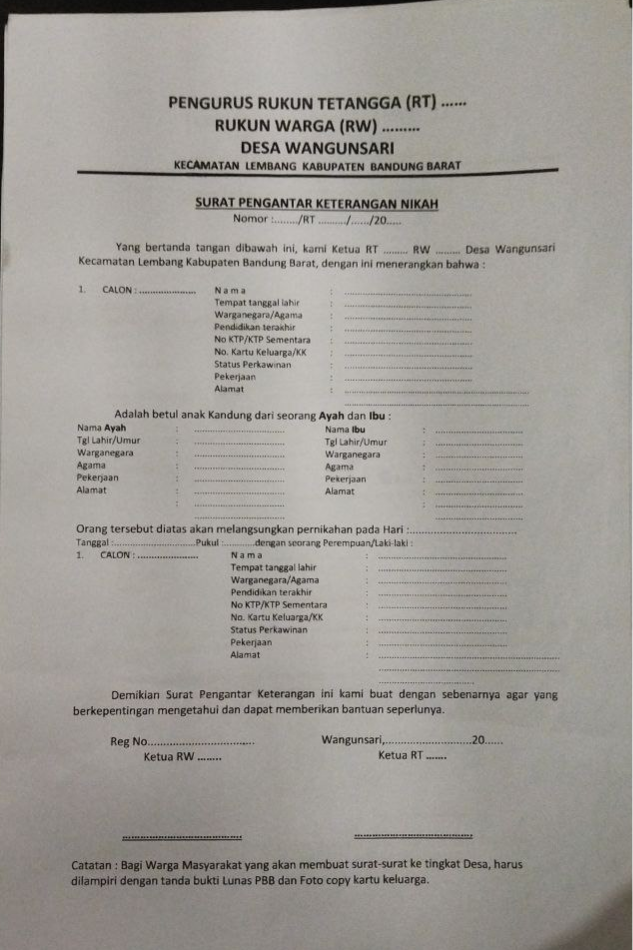 PENGURUS RUKUN TETANGGA (RT) ......
RUKUN WARGA (RW) .........
DESA WANGUNSARI
KECAMATAN LEMBANG KABUPATEN BANDUNG BARAT
SURAT PENGANTAR KETERANGAN NIKAH
Nomor :......../RT ........./....../20.....
Yang bertanda tangan dibawah ini, kami Ketua RT ........ RW ........ Desa Wangunsari
Kecamatan Lembang Kabupaten Bandung Barat, dengan ini menerangkan bahwa :
1. CALON : ...................... N a m a : ..........................................
Tempat tanggal lahir : ..........................................
Warganegara/Agama : ..........................................
Pendidikan terakhir : ..........................................
No KTP/KTP Sementara : ..........................................
No. Kartu Keluarga/KK : ..........................................
Status Perkawinan : ..........................................
Pekerjaan : ..........................................
Alamat : ............................................................
............................................................
Adalah betul anak Kandung dari seorang Ayah dan Ibu :
Nama Ayah : .............................. Nama Ibu : ..............................
Tgl Lahir/Umur : .............................. Tgl Lahir/Umur : ..............................
Warganegara : .............................. Warganegara : ..............................
Agama : .............................. Agama : ..............................
Pekerjaan : .............................. Pekerjaan : ..............................
Alamat : .............................. Alamat : ..............................
: .............................. : ..............................
.............................. ..............................
Orang tersebut diatas akan melangsungkan pernikahan pada Hari :..................................
Tanggal :.............................Pukul :...........dengan seorang Perempuan/Laki-laki :
1. CALON : ...................... N a m a : ..........................................
Tempat tanggal lahir : ..........................................
Warganegara/Agama : ..........................................
Pendidikan terakhir : ..........................................
No KTP/KTP Sementara : ..........................................
No. Kartu Keluarga/KK : ..........................................
Status Perkawinan : ..........................................
Pekerjaan : ..........................................
Alamat : ............................................................
............................................................
................................
Demikian Surat Pengantar Keterangan ini kami buat dengan sebenarnya agar yang
berkepentingan mengetahui dan dapat memberikan bantuan seperlunya.
Reg No.................................... Wangunsari,.............................20......
Ketua RW ........ Ketua RT .......
........................................ ........................................
Catatan : Bagi Warga Masyarakat yang akan membuat surat-surat ke tingkat Desa, harus
dilampiri dengan tanda bukti Lunas PBB dan Foto copy kartu keluarga.